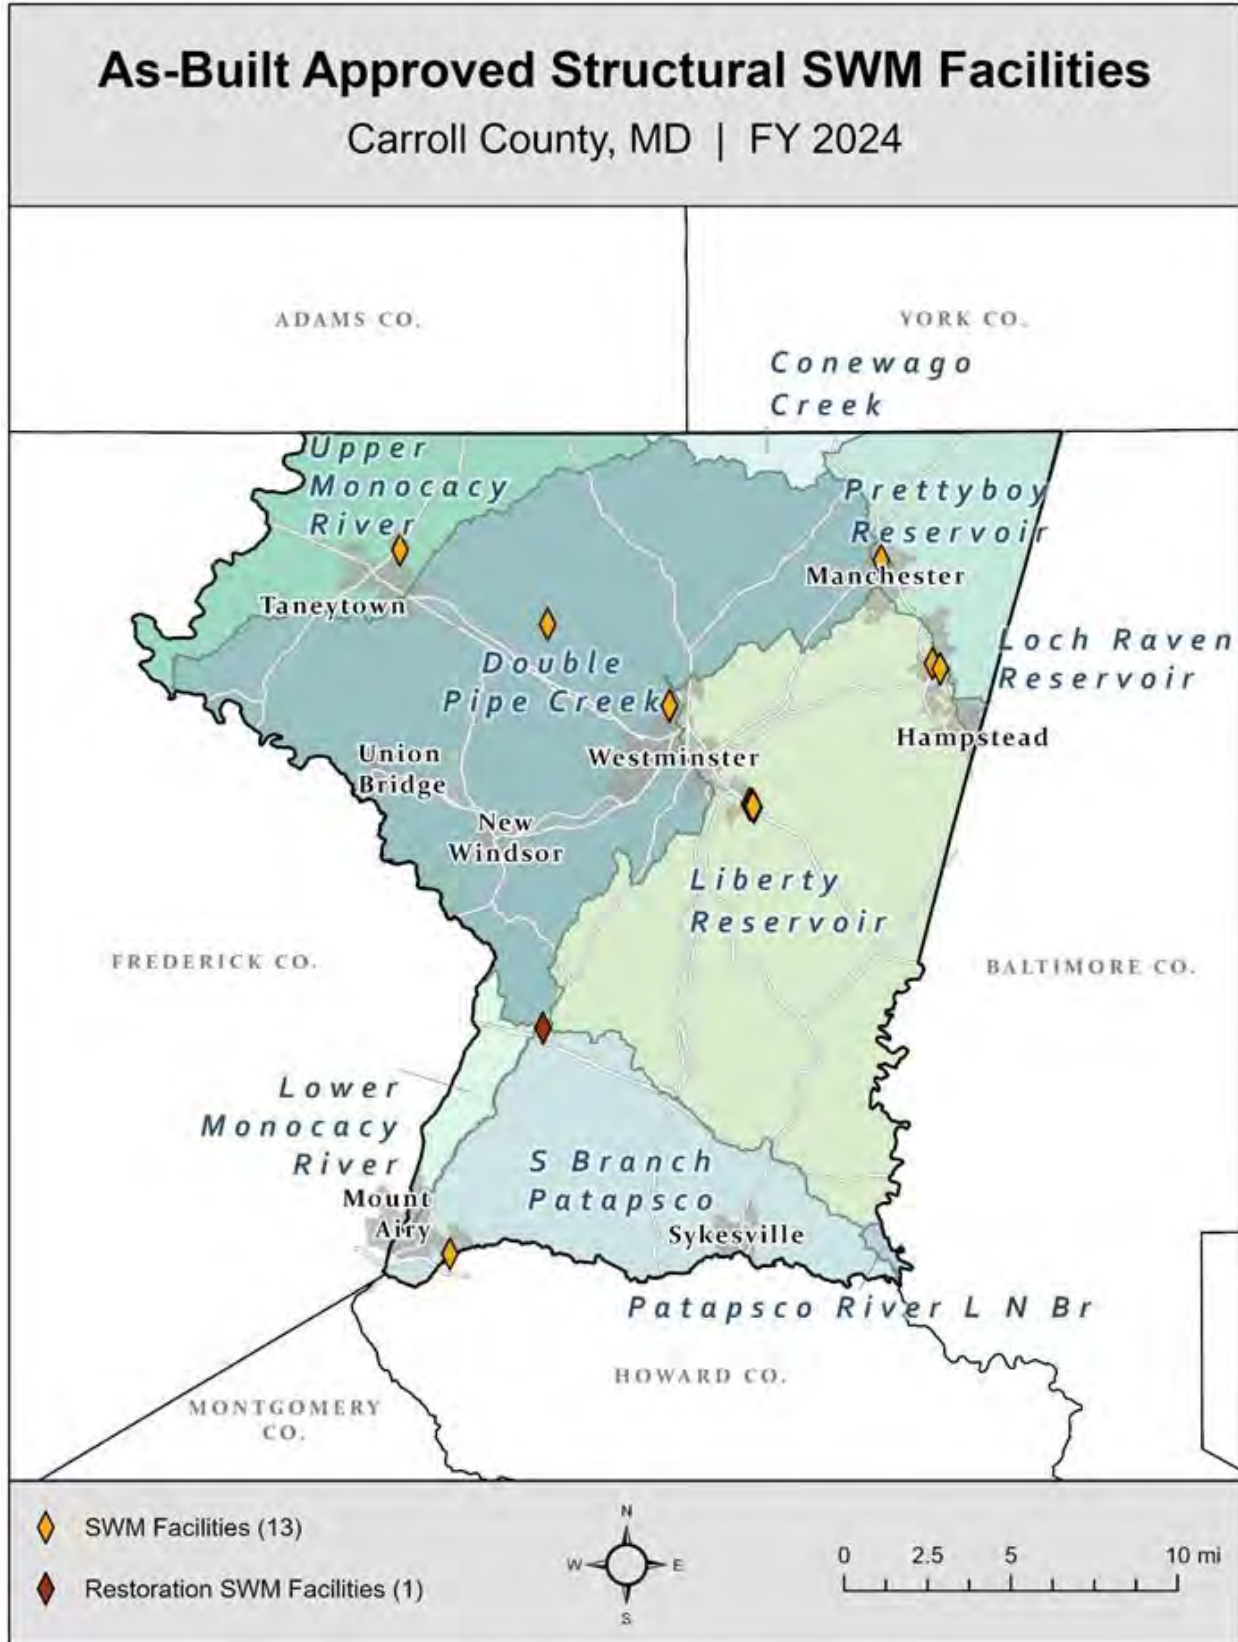 As-Built Approved Structural SWM Facilities
Carroll County, MD | FY 2024
ADAMS CO.
YORK CO.
Conewago
Creek
Upper
Monocacy
River
Prettyboy
Reservoir
Manchester
Taneytown
Loch Raven
Reservoir
Double
Pipe Creek
Hampstead
Union
Bridge
Westminster
New
Windsor
Liberty
Reservoir
FREDERICK CO.
BALTIMORE CO.
Lower
Monocacy
River
S Branch
Patapsco
Mount
Airy
Sykesville
Patapsco River L N Br
HOWARD CO.
MONTGOMERY
CO.
SWM Facilities (13)
Restoration SWM Facilities (1)
N
W
E
S
0 2.5 5 10 mi